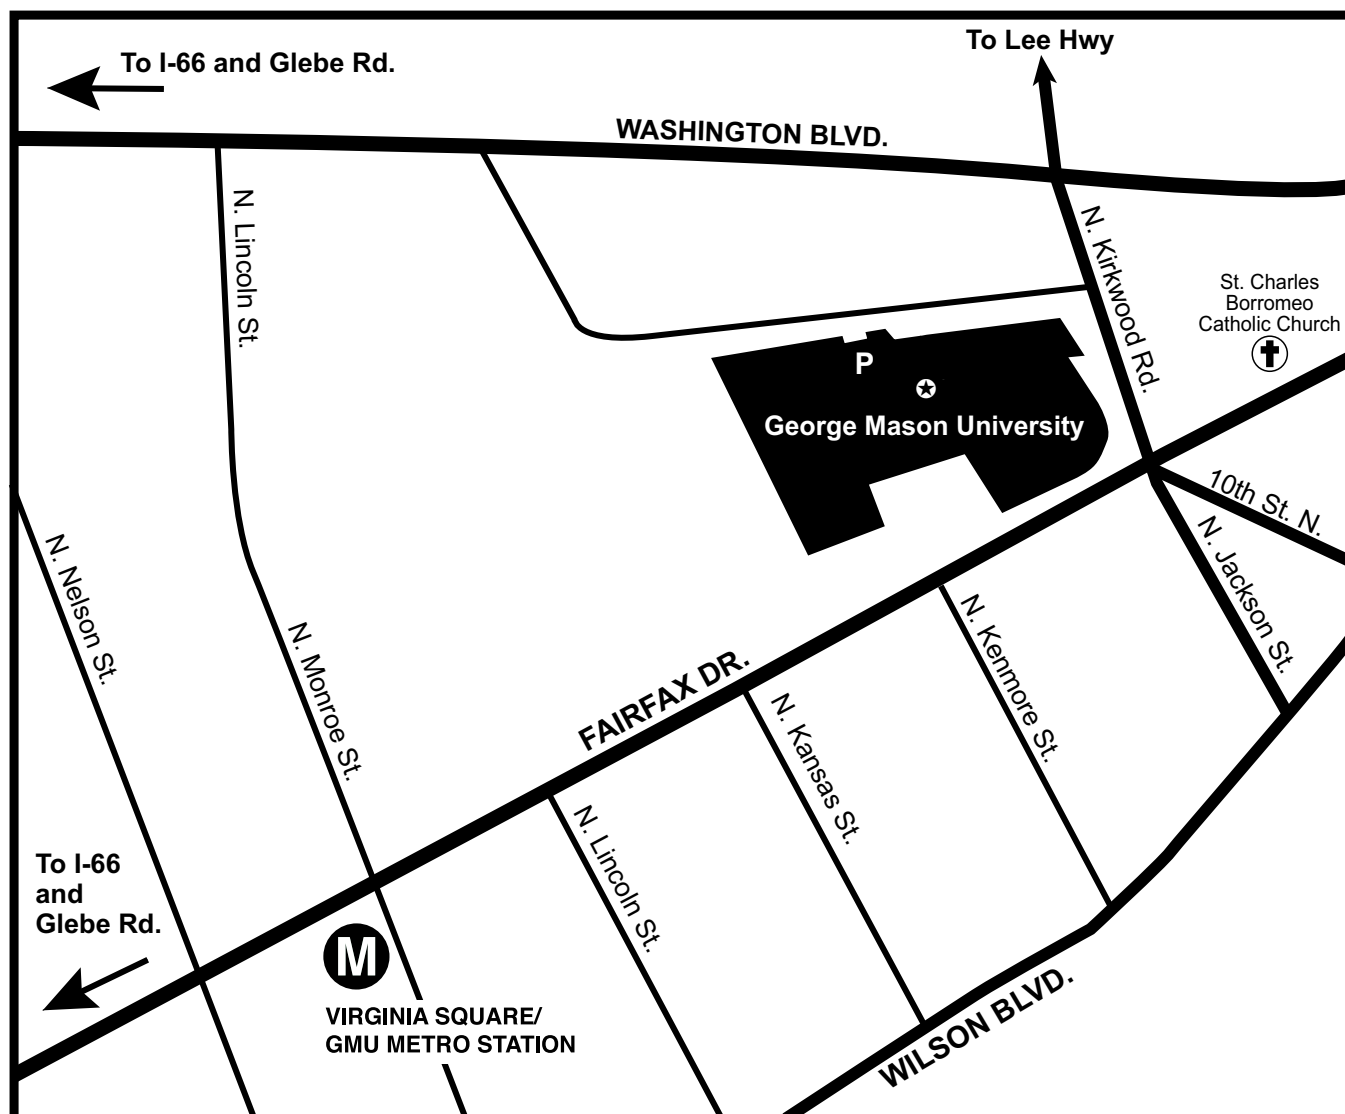 To I-66 and Glebe Rd.
To Lee Hwy
WASHINGTON BLVD.
N. Lincoln St.
N. Kirkwood Rd.
St. Charles
Borromeo
Catholic Church
P
George Mason University
10th St. N.
N. Jackson St.
N. Nelson St.
N. Monroe St.
FAIRFAX DR.
N. Kenmore St.
N. Kansas St.
N. Lincoln St.
To I-66
and
Glebe Rd.
M
VIRGINIA SQUARE/
GMU METRO STATION
WILSON BLVD.